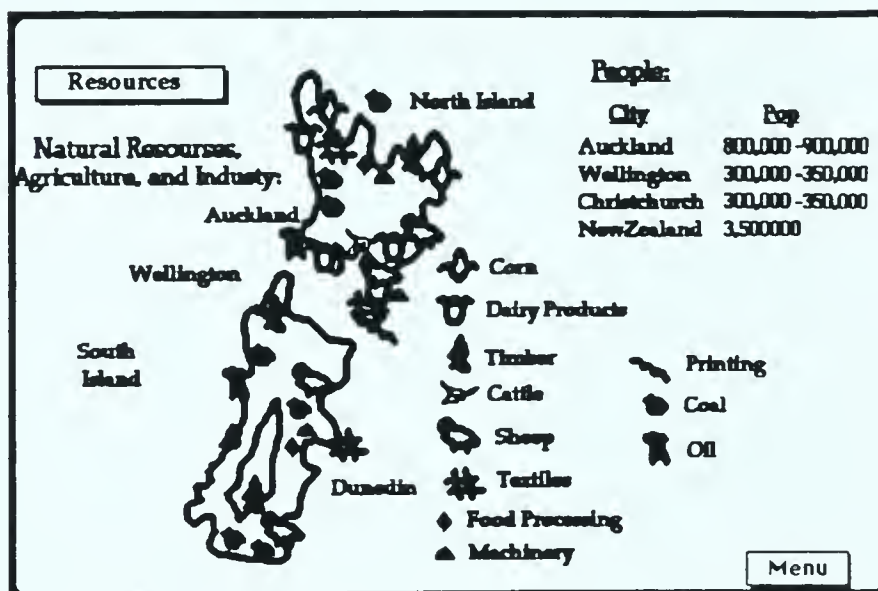 Resources
Natural Resourses,
Agriculture, and Industy:
North Island
Auckland
Wellington
South
Island
Dunedin
People:
City Pop
Auckland 800,000 -900,000
Wellington 300,000 -350,000
Christchurch 300,000 -350,000
NewZealand 3,500000
Corn
Dairy Products
Timber
Cattle
Sheep
Textiles
Food Processing
Machinery
Printing
Coal
Oil
Menu